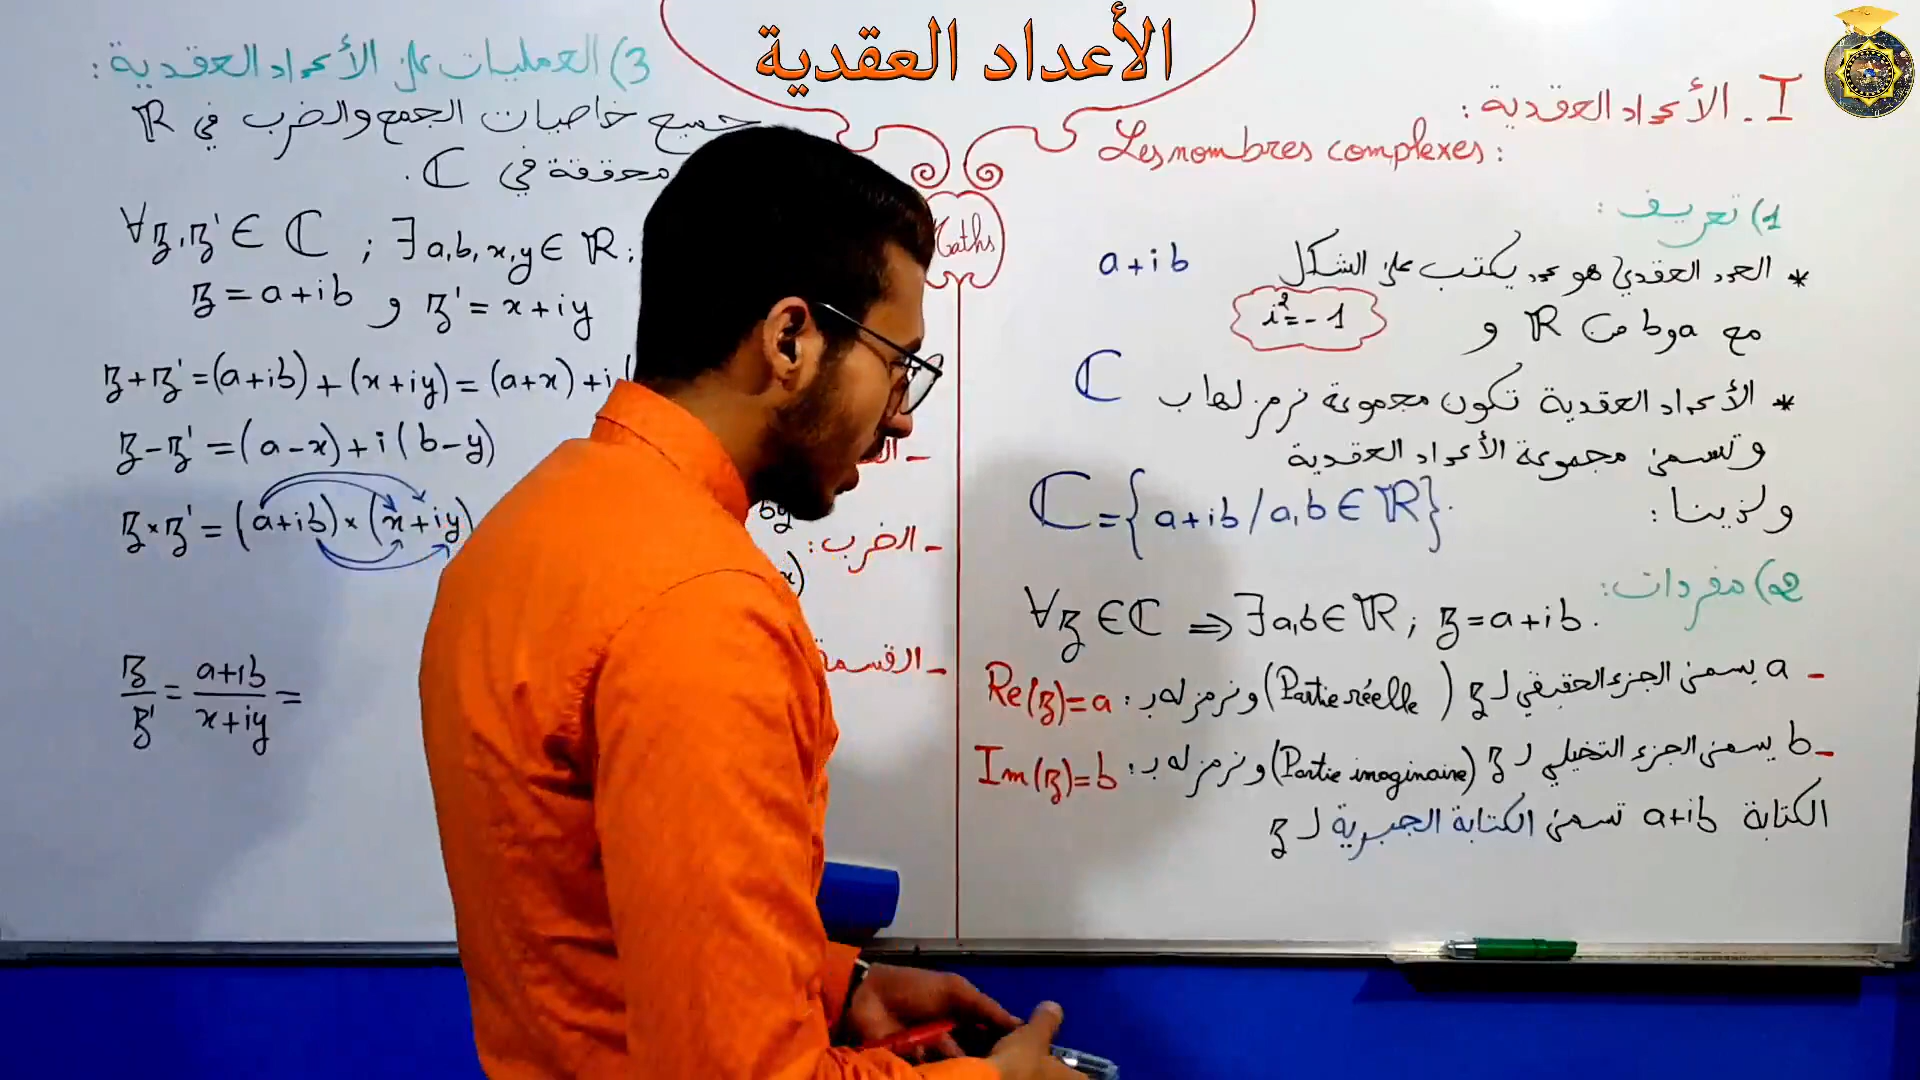 الأعداد العقدية
I. الأعداد العقدية :
Les nombres complexes :
1) تعريف :
* العدد العقدي هو عدد يكتب على الشكل a+ib
مع a و b من ℝ و i²=-1
* الأعداد العقدية تكون مجموعة نرمز لها ب ℂ
وتسمى مجموعة الأعداد العقدية
ولدينا : ℂ={a+ib/a,b∈ℝ}.
2) مفردات :
∀z∈ℂ ⇒ ∃a,b∈ℝ; z=a+ib.
- a يسمى الجزء الحقيقي ل z (Partie réelle) ونرمز له ب : Re(z)=a
- b يسمى الجزء التخيلي ل z (Partie imaginaire) ونرمز له ب : Im(z)=b
الكتابة a+ib تسمى الكتابة الجبرية ل z
Maths
3) العمليات على الأعداد العقدية :
جميع خاصيات الجمع والضرب في ℝ
محققة في ℂ.
∀z,z'∈ℂ ; ∃a,b,x,y∈ℝ :
z=a+ib و z'=x+iy
z+z'=(a+ib)+(x+iy)=(a+x)+i(
z-z'=(a-x)+i(b-y)
- الضرب :
z×z'=(a+ib)×(x+iy)
by
x)
- القسمة
z/z' = a+ib/x+iy =